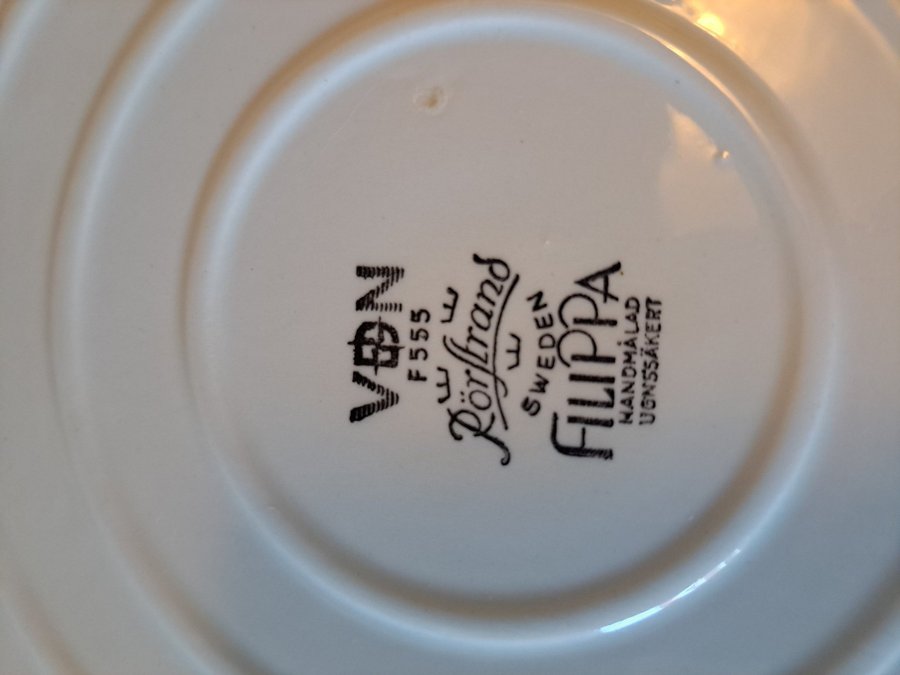 VDN
F555
Rörstrand
SWEDEN
FILIPPA
HANDMÅLAD
UGNSSÄKERT